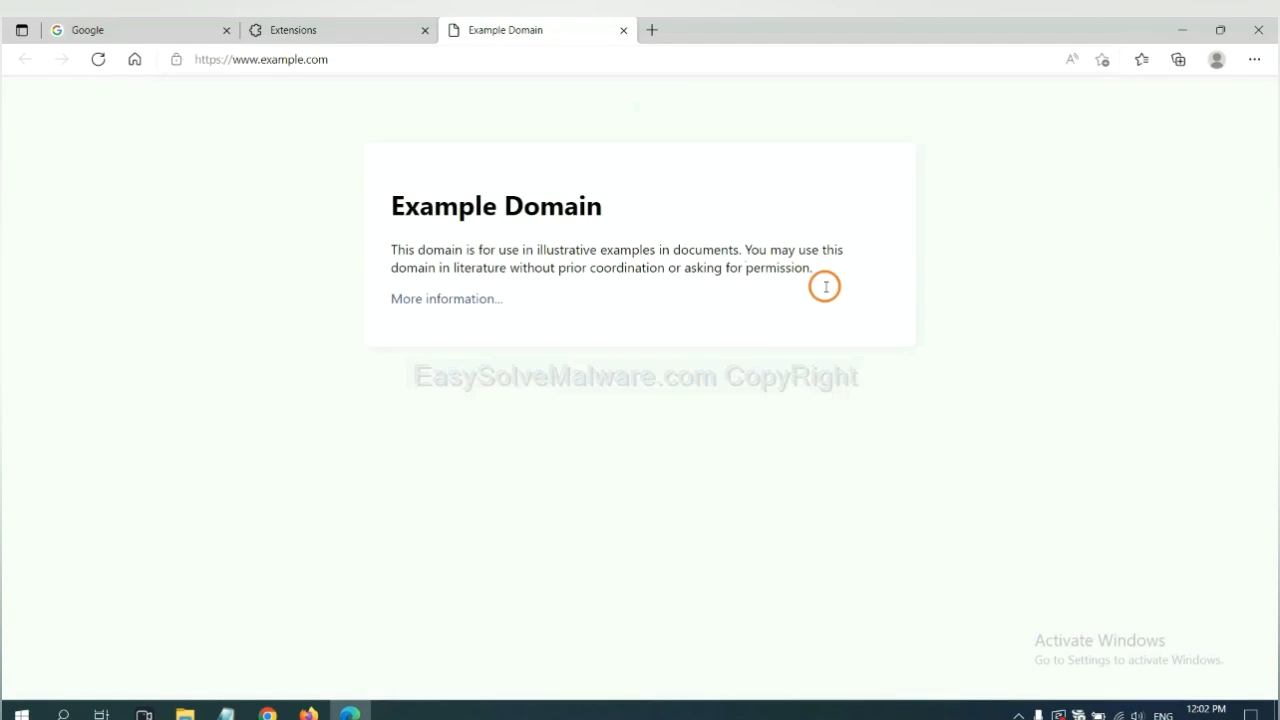 Google
Extensions
Example Domain
https://www.example.com
Example Domain
This domain is for use in illustrative examples in documents. You may use this
domain in literature without prior coordination or asking for permission.
More information...
EasySolveMalware.com CopyRight
Activate Windows
Go to Settings to activate Windows.
ENG
12:02 PM